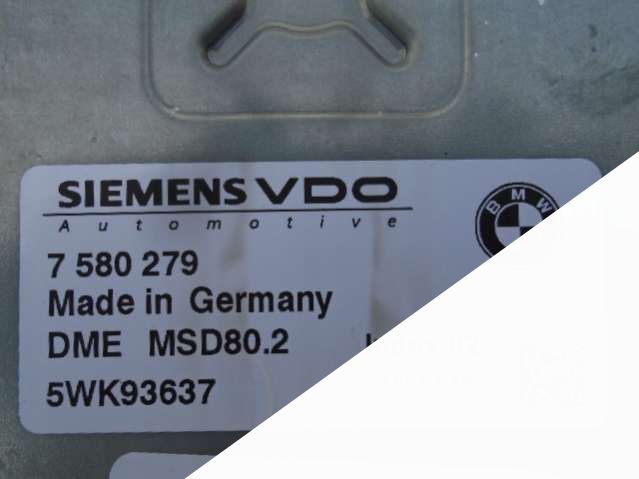 SIEMENS VDO
Automotive
BMW
7 580 279
Made in Germany
DME MSD80.2
5WK93637